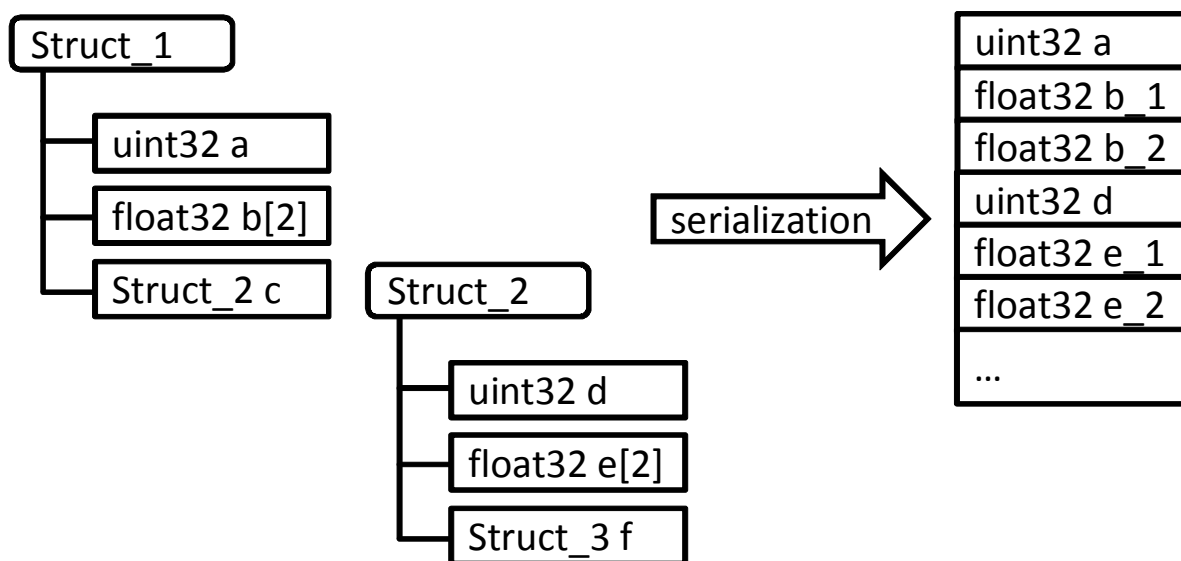 Struct_1
uint32 a
float32 b[2]
Struct_2 c
Struct_2
uint32 d
float32 e[2]
Struct_3 f
serialization
uint32 a
float32 b_1
float32 b_2
uint32 d
float32 e_1
float32 e_2
...